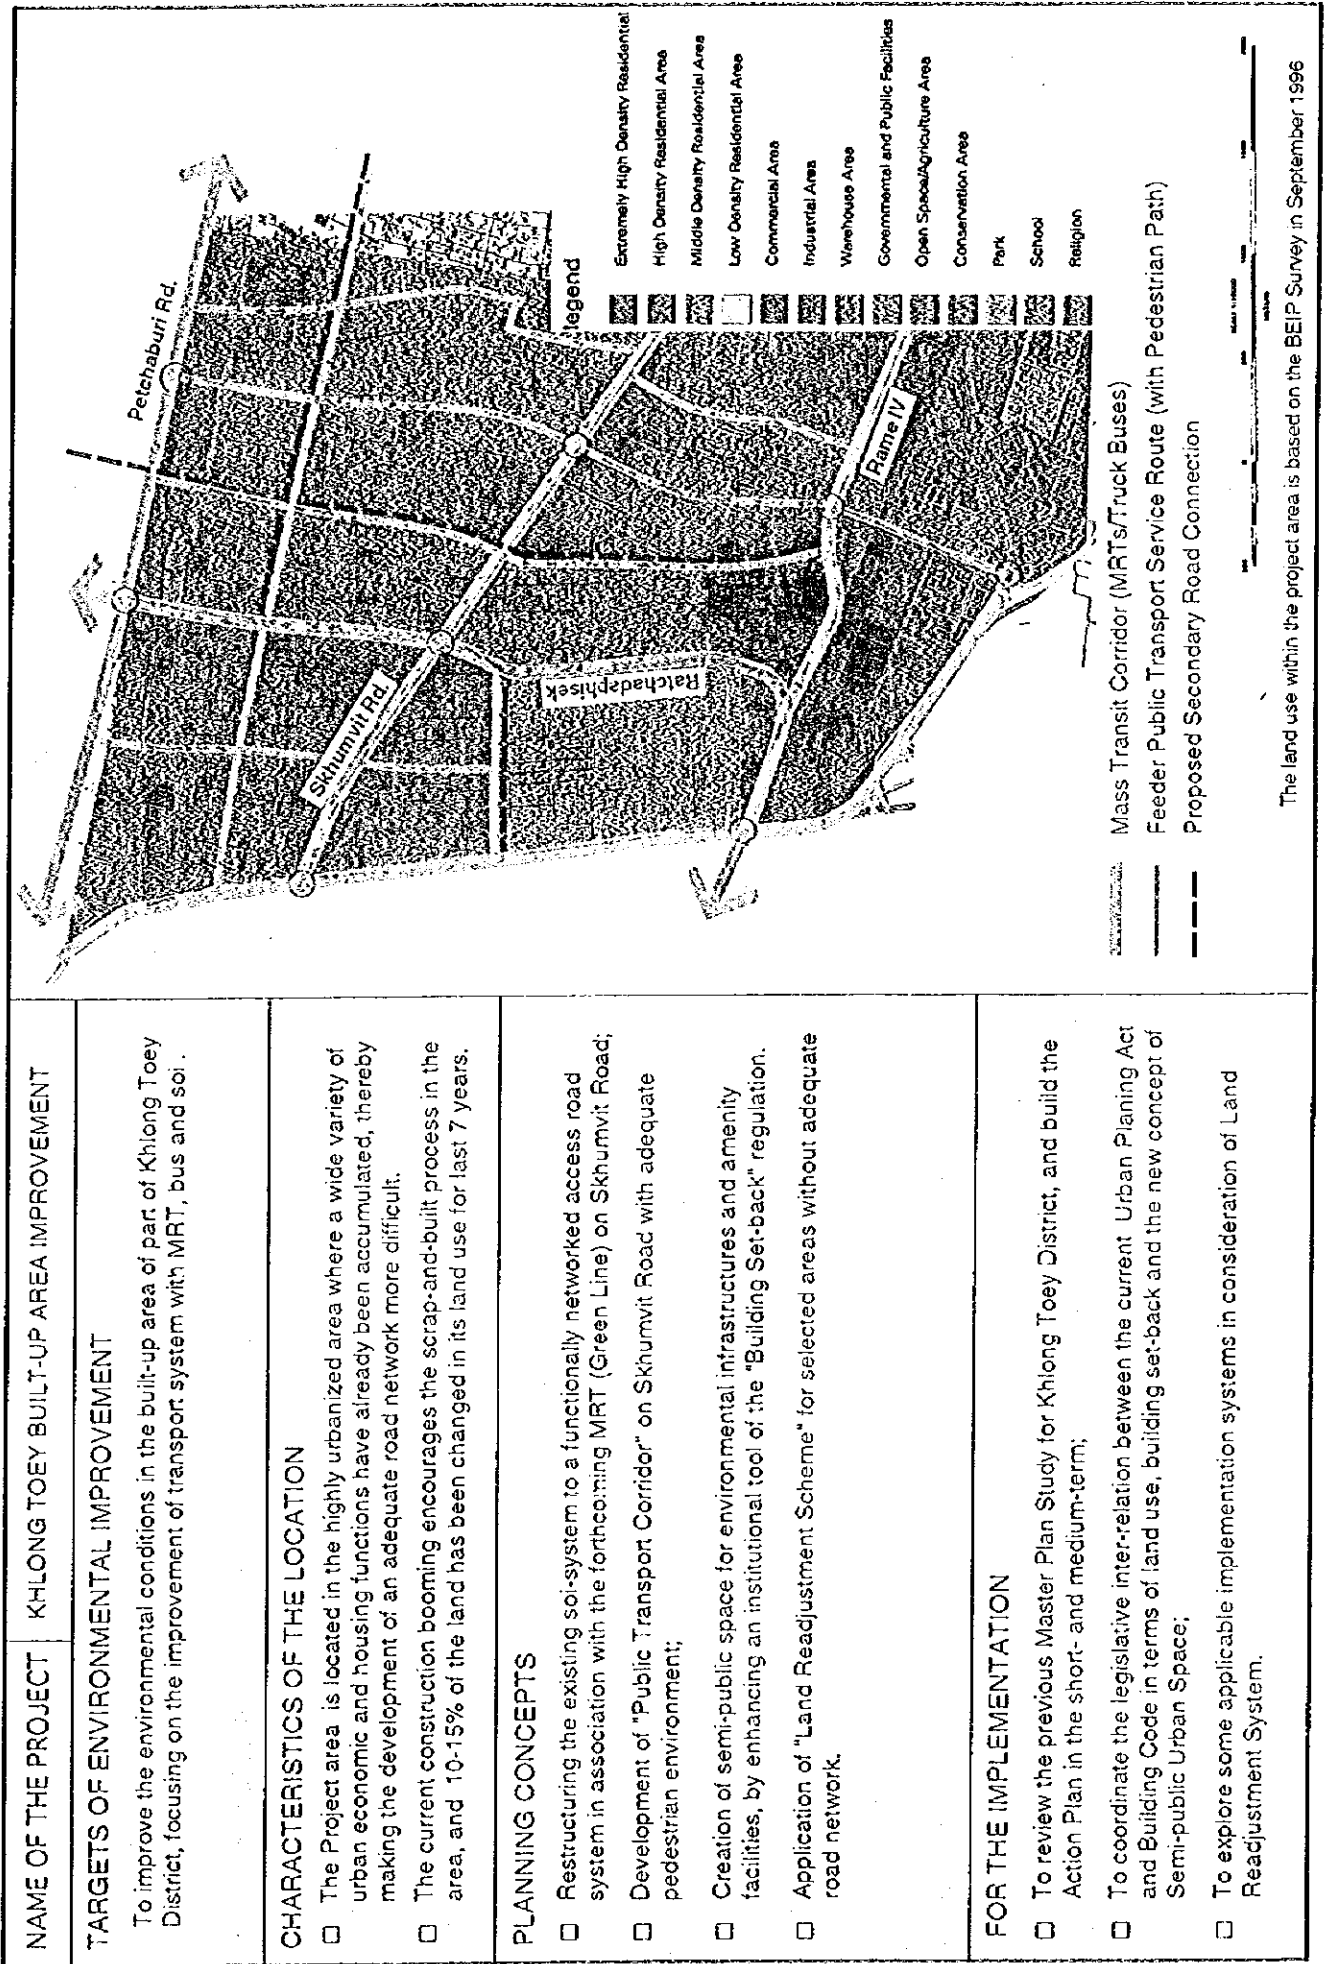 NAME OF THE PROJECT
KHLONG TOEY BUILT-UP AREA IMPROVEMENT
TARGETS OF ENVIRONMENTAL IMPROVEMENT
To improve the environmental conditions in the built-up area of part of Khlong Toey
District, focusing on the improvement of transport system with MRT, bus and soi .
CHARACTERISTICS OF THE LOCATION
□ The Project area is located in the highly urbanized area where a wide variety of
urban economic and housing functions have already been accumulated, thereby
making the development of an adequate road network more difficult.
□ The current construction booming encourages the scrap-and-built process in the
area, and 10-15% of the land has been changed in its land use for last 7 years.
PLANNING CONCEPTS
□ Restructuring the existing soi-system to a functionally networked access road
system in association with the forthcoming MRT (Green Line) on Skhumvit Road;
□ Development of "Public Transport Corridor" on Skhumvit Road with adequate
pedestrian environment;
□ Creation of semi-public space for environmental intrastructures and amenity
facilities, by enhancing an institutional tool of the "Building Set-back" regulation.
□ Application of "Land Readjustment Scheme" for selected areas without adequate
road network.
FOR THE IMPLEMENTATION
□ To review the previous Master Plan Study for Khlong Toey District, and build the
Action Plan in the short- and medium-term;
□ To coordinate the legislative inter-relation between the current Urban Planing Act
and Building Code in terms of land use, building set-back and the new concept of
Semi-public Urban Space;
□ To explore some applicable implementation systems in consideration of Land
Readjustment System.
Petchaburi Rd.
Skhumvit Rd.
Ratchadaphisek
Rame IV
legend
Extremely High Density Residential
High Density Residential Area
Middle Density Residential Area
Low Density Residential Area
Commercial Area
Industrial Area
Warehouse Area
Governmental and Public Facilities
Open Space/Agriculture Area
Conservation Area
Park
School
Religion
Mass Transit Corridor (MRTs/Truck Buses)
Feeder Public Transport Service Route (with Pedestrian Path)
Proposed Secondary Road Connection
The land use within the project area is based on the BEIP Survey in September 1996